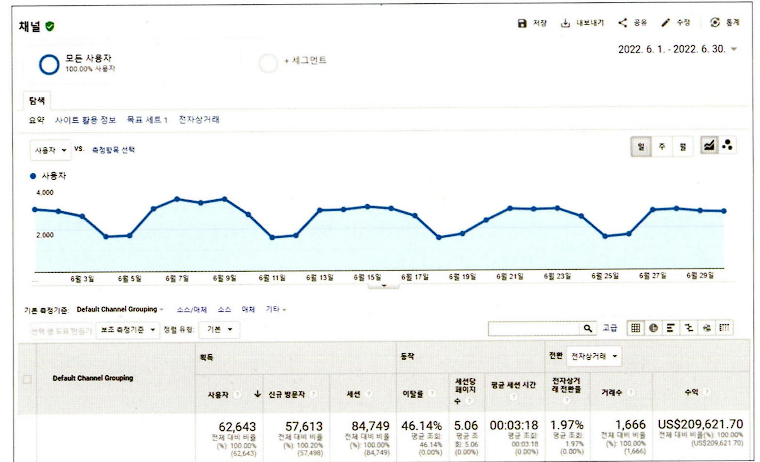 채널
저장 내보내기 공유 수정 통계
모든 사용자
100.00% 사용자
+ 세그먼트
2022. 6. 1. - 2022. 6. 30.
탐색
요약 사이트 활용 정보 목표 세트 1 전자상거래
사용자 VS. 측정항목 선택
일 주 월
사용자
4,000
2,000
... 6월 3일 6월 5일 6월 7일 6월 9일 6월 11일 6월 13일 6월 15일 6월 17일 6월 19일 6월 21일 6월 23일 6월 25일 6월 27일 6월 29일
기본 측정기준: Default Channel Grouping 소스/매체 소스 매체 기타
보조 측정기준 정렬 유형: 기본 고급
획득 동작 전환 전자상거래
Default Channel Grouping
사용자 ? 신규 방문자 ? 세션 ? 이탈률 ? 세션당 페이지수 ? 평균 세션 시간 ? 전자상거래 전환율 ? 거래수 ? 수익 ?
62,643 57,613 84,749 46.14% 5.06 00:03:18 1.97% 1,666 US$209,621.70
전체 대비 비율 전체 대비 비율 전체 대비 비율 평균 조회: 평균 조 평균 조회: 평균 조회: 전체 대비 비율 전체 대비 비율(%): 100.00%
(%): 100.00% (%): 100.20% (%): 100.00% 46.14% 회: 5.06 00:03:18 1.97% (%): 100.00% (US$209,621.70)
(62,643) (57,498) (84,749) (0.00%) (0.00%) (0.00%) (0.00%) (1,666)